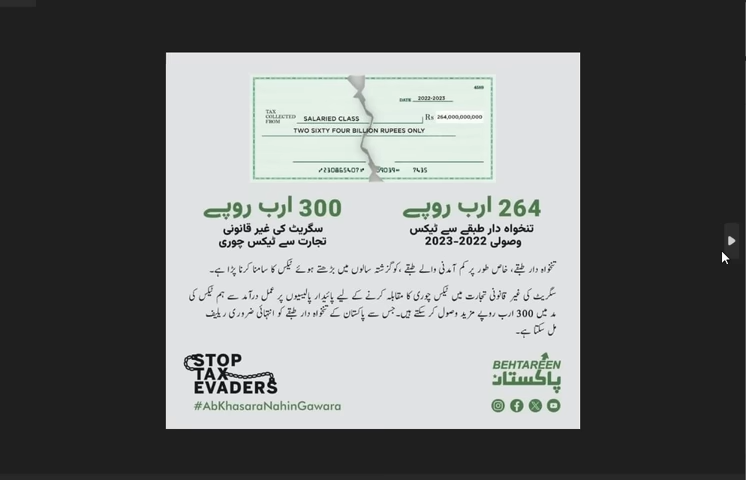 4589
DATE 2022-2023
TAX
COLLECTED
FROM
SALARIED CLASS
Rs 264,000,000,000
TWO SIXTY FOUR BILLION RUPEES ONLY
7435
264 ارب روپے
تنخواہ دار طبقے سے ٹیکس
وصولی 2022-2023
300 ارب روپے
سگریٹ کی غیر قانونی
تجارت سے ٹیکس چوری
تنخواہ دار طبقے، خاص طور پر کم آمدنی والے طبقے ،کو گزشتہ سالوں میں بڑھتے ہوئے ٹیکس کا سامنا کرنا پڑا ہے۔
سگریٹ کی غیر قانونی تجارت میں ٹیکس چوری کا مقابلہ کرنے کے لیے پائیدار پالیسیوں پر عمل درآمد سے ہم ٹیکس کی
مد میں 300 ارب روپے مزید وصول کر سکتے ہیں۔جس سے پاکستان کے تنخواہ دار طبقے کو انتہائی ضروری ریلیف
مل سکتا ہے۔
STOP
TAX
EVADERS
#AbKhasaraNahinGawara
BEHTAREEN
پاکستان